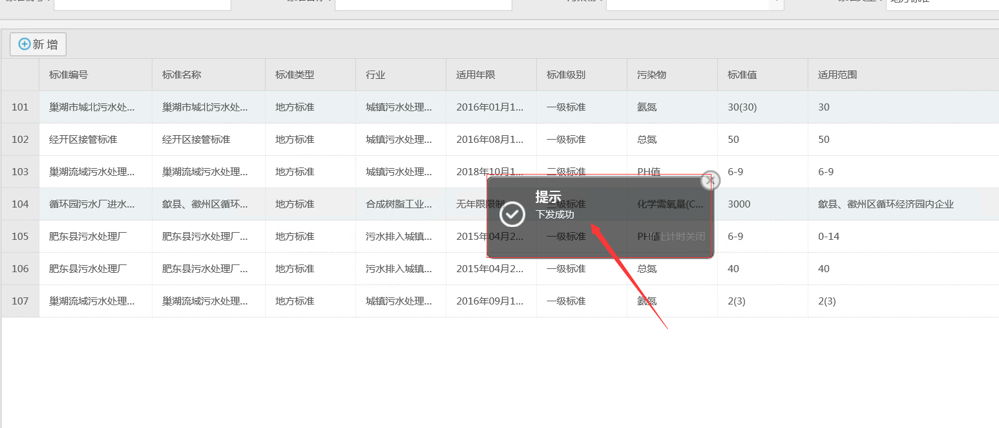 地方标准
新 增
标准编号 标准名称 标准类型 行业 适用年限 标准级别 污染物 标准值 适用范围
101 巢湖市城北污水处... 巢湖市城北污水处... 地方标准 城镇污水处理... 2016年01月1... 一级标准 氨氮 30(30) 30
102 经开区接管标准 经开区接管标准 地方标准 城镇污水处理... 2016年08月1... 一级标准 总氮 50 50
103 巢湖流域污水处理... 巢湖流域污水处理... 地方标准 城镇污水处理... 2018年10月1... 二级标准 PH值 6-9 6-9
104 循环园污水厂进水... 歙县、徽州区循环... 地方标准 合成树脂工业... 无年限限制 三级标准 化学需氧量(C... 3000 歙县、徽州区循环经济园内企业
提示
下发成功
105 肥东县污水处理厂 肥东县污水处理厂... 地方标准 污水排入城镇... 2015年04月2... 一级标准 PH值 6-9 0-14
止计时关闭
106 肥东县污水处理厂 肥东县污水处理厂... 地方标准 污水排入城镇... 2015年04月2... 一级标准 总氮 40 40
107 巢湖流域污水处理... 巢湖流域污水处理... 地方标准 城镇污水处理... 2016年09月1... 一级标准 氨氮 2(3) 2(3)